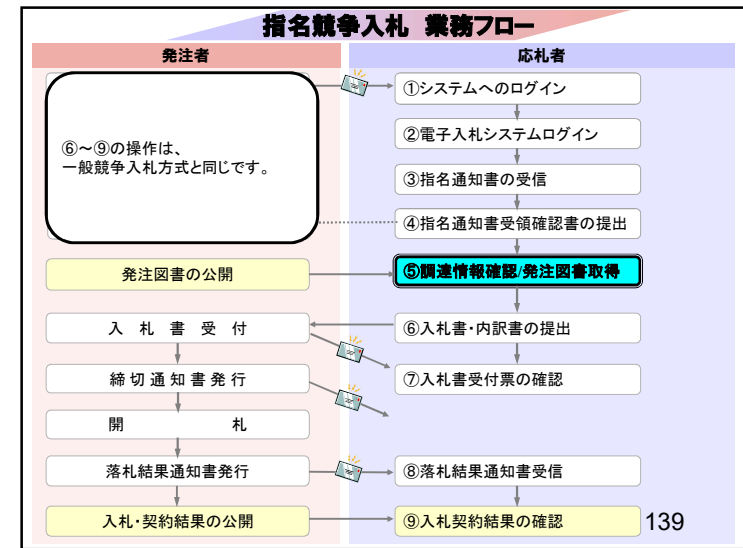 指名競争入札 業務フロー
発注者
応札者
⑥～⑨の操作は、
一般競争入札方式と同じです。
①システムへのログイン
②電子入札システムログイン
③指名通知書の受信
④指名通知書受領確認書の提出
発注図書の公開
⑤調達情報確認/発注図書取得
入札書受付
⑥入札書・内訳書の提出
⑦入札書受付票の確認
締切通知書発行
開札
落札結果通知書発行
⑧落札結果通知書受信
入札・契約結果の公開
⑨入札契約結果の確認
139